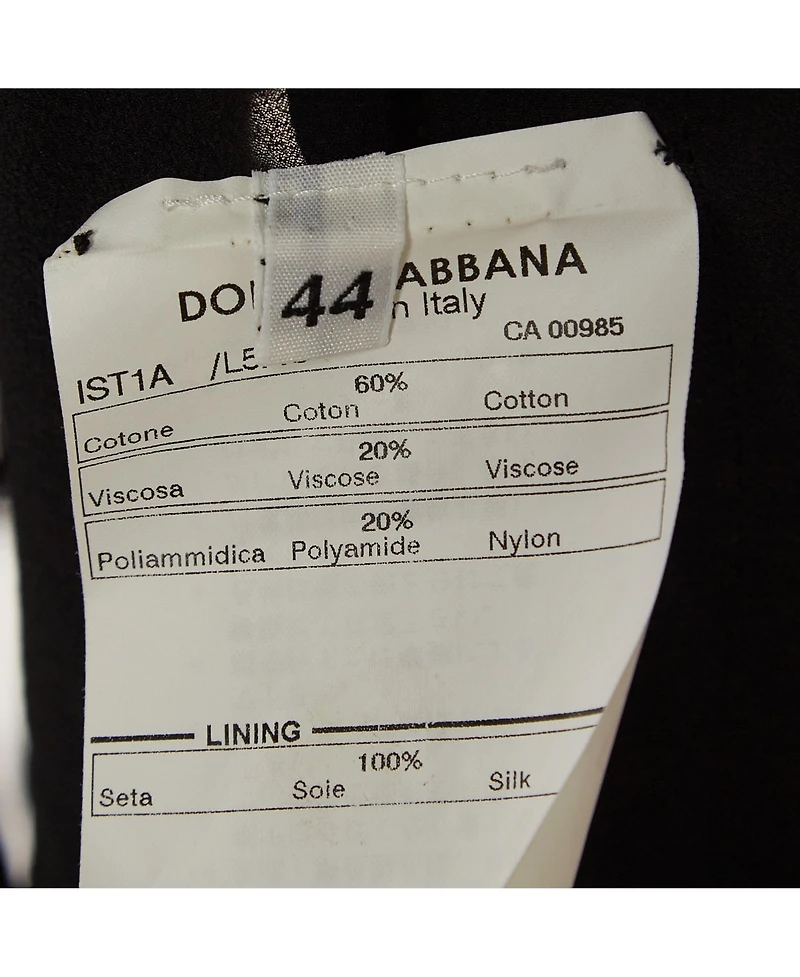 DO ABBANA
44
n Italy
CA 00985
IST1A
60%
Cotone Coton Cotton
20%
Viscosa Viscose Viscose
20%
Poliammidica Polyamide Nylon
LINING
100%
Seta Soie Silk